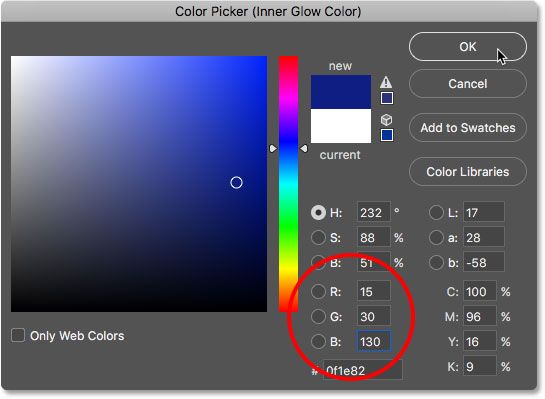 Color Picker (Inner Glow Color)
new
current
OK
Cancel
Add to Swatches
Color Libraries
H: 232 °
S: 88 %
B: 51 %
R: 15
G: 30
B: 130
# 0f1e82
L: 17
a: 28
b: -58
C: 100 %
M: 96 %
Y: 16 %
K: 9 %
Only Web Colors